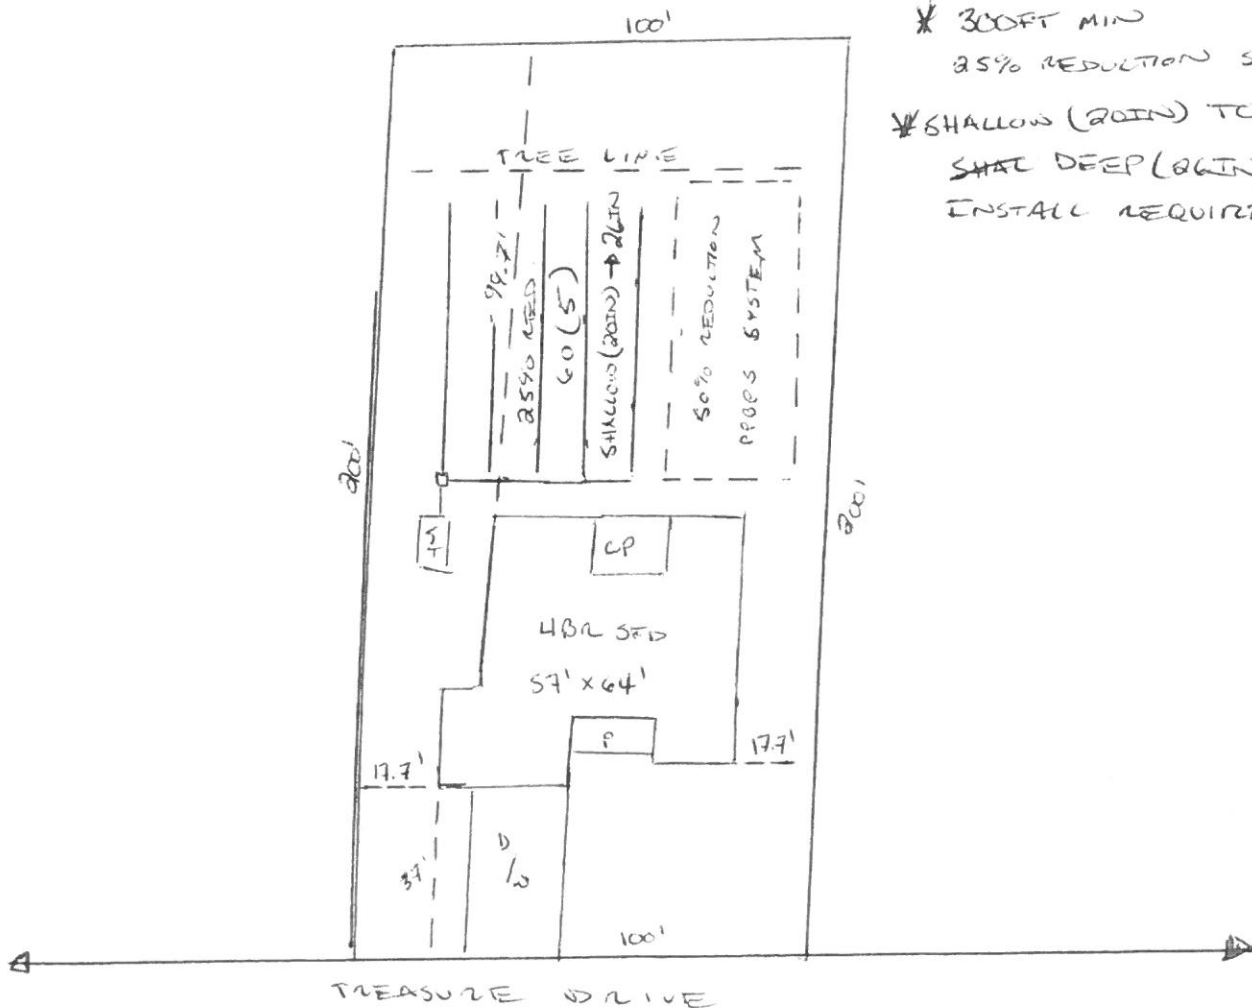 100'
* 300FT MIN
25% REDUCTION S
* SHALLOW (20IN) TO
SHAL DEEP (26IN
INSTALL REQUIRE
TREE LINE
99.7'
25% RED
60 (5)
SHALLOW (20IN) → 26IN
50% REDUCTION
PPBPS SYSTEM
200'
200'
ST
CP
4BR SFD
57' x 64'
P
17.7'
17.7'
37'
D/W
100'
TREASURE DRIVE